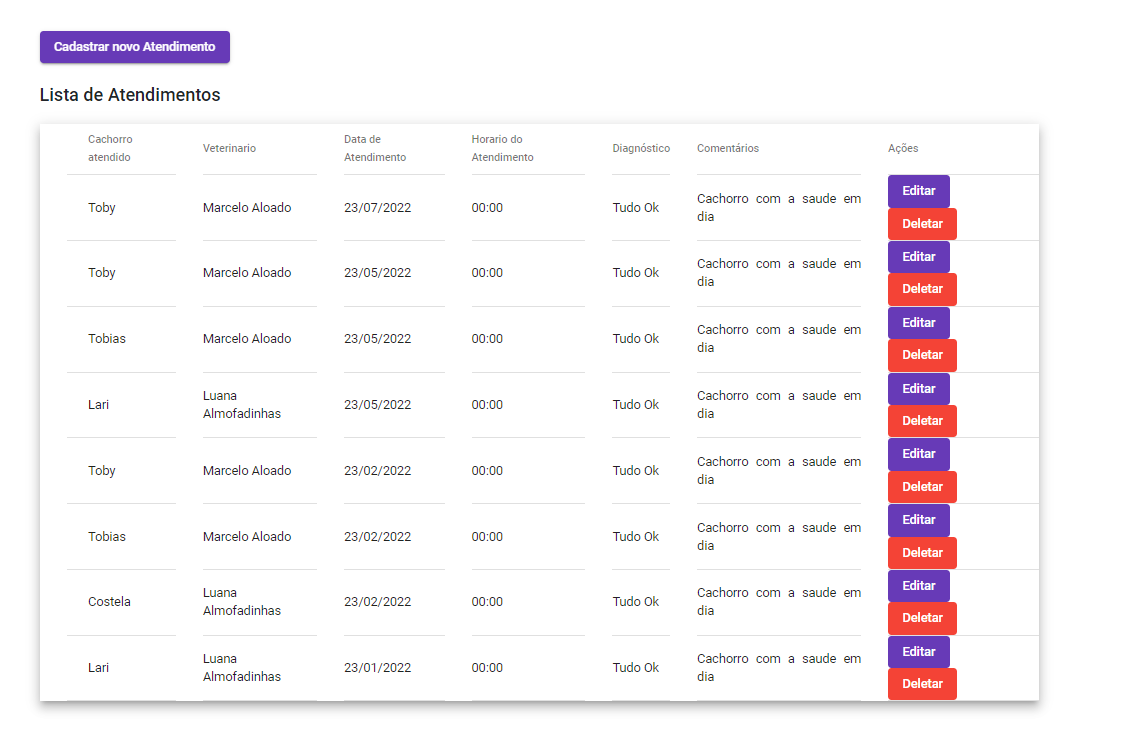 Cadastrar novo Atendimento
Lista de Atendimentos
Cachorro atendido Veterinario Data de Atendimento Horario do Atendimento Diagnóstico Comentários Ações
Toby Marcelo Aloado 23/07/2022 00:00 Tudo Ok Cachorro com a saude em dia Editar Deletar
Toby Marcelo Aloado 23/05/2022 00:00 Tudo Ok Cachorro com a saude em dia Editar Deletar
Tobias Marcelo Aloado 23/05/2022 00:00 Tudo Ok Cachorro com a saude em dia Editar Deletar
Lari Luana Almofadinhas 23/05/2022 00:00 Tudo Ok Cachorro com a saude em dia Editar Deletar
Toby Marcelo Aloado 23/02/2022 00:00 Tudo Ok Cachorro com a saude em dia Editar Deletar
Tobias Marcelo Aloado 23/02/2022 00:00 Tudo Ok Cachorro com a saude em dia Editar Deletar
Costela Luana Almofadinhas 23/02/2022 00:00 Tudo Ok Cachorro com a saude em dia Editar Deletar
Lari Luana Almofadinhas 23/01/2022 00:00 Tudo Ok Cachorro com a saude em dia Editar Deletar